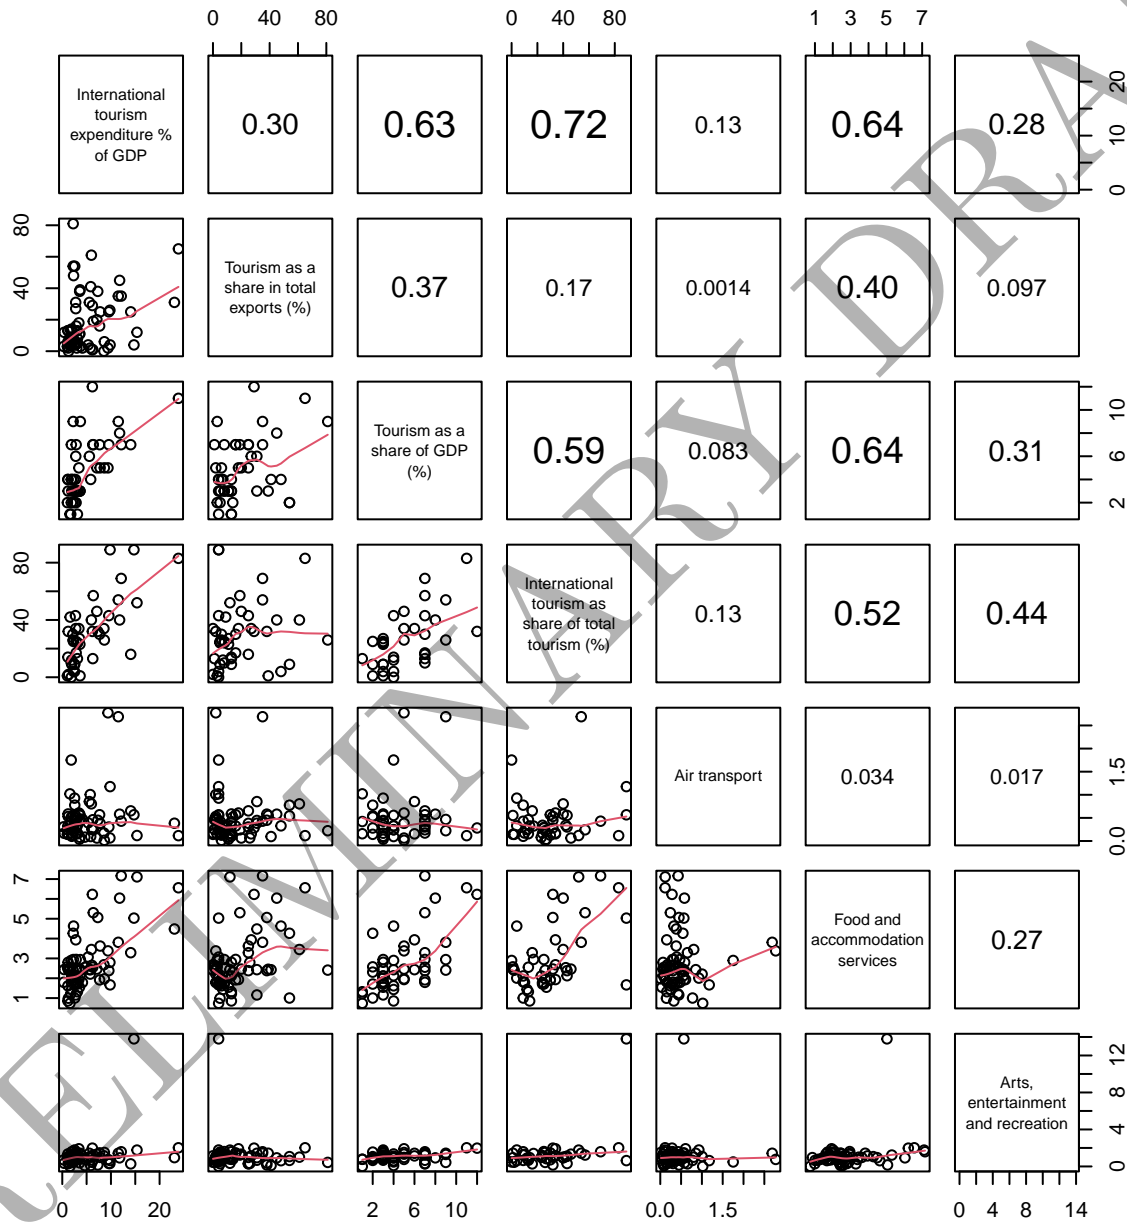 0 40 80 0 40 80 1 3 5 7
International
tourism
expenditure %
of GDP
0.30 0.63 0.72 0.13 0.64 0.28
0 10 20
0 40 80
Tourism as a
share in total
exports (%)
0.37 0.17 0.0014 0.40 0.097
Tourism as a
share of GDP
(%)
0.59 0.083 0.64 0.31
2 6 10
0 40 80
International
tourism as
share of total
tourism (%)
0.13 0.52 0.44
Air transport
0.034 0.017
0.0 1.5
1 3 5 7
Food and
accommodation
services
0.27
Arts,
entertainment
and recreation
0 4 8 12
0 10 20 2 6 10 0.0 1.5 0 4 8 14
ELIMINARY DRA